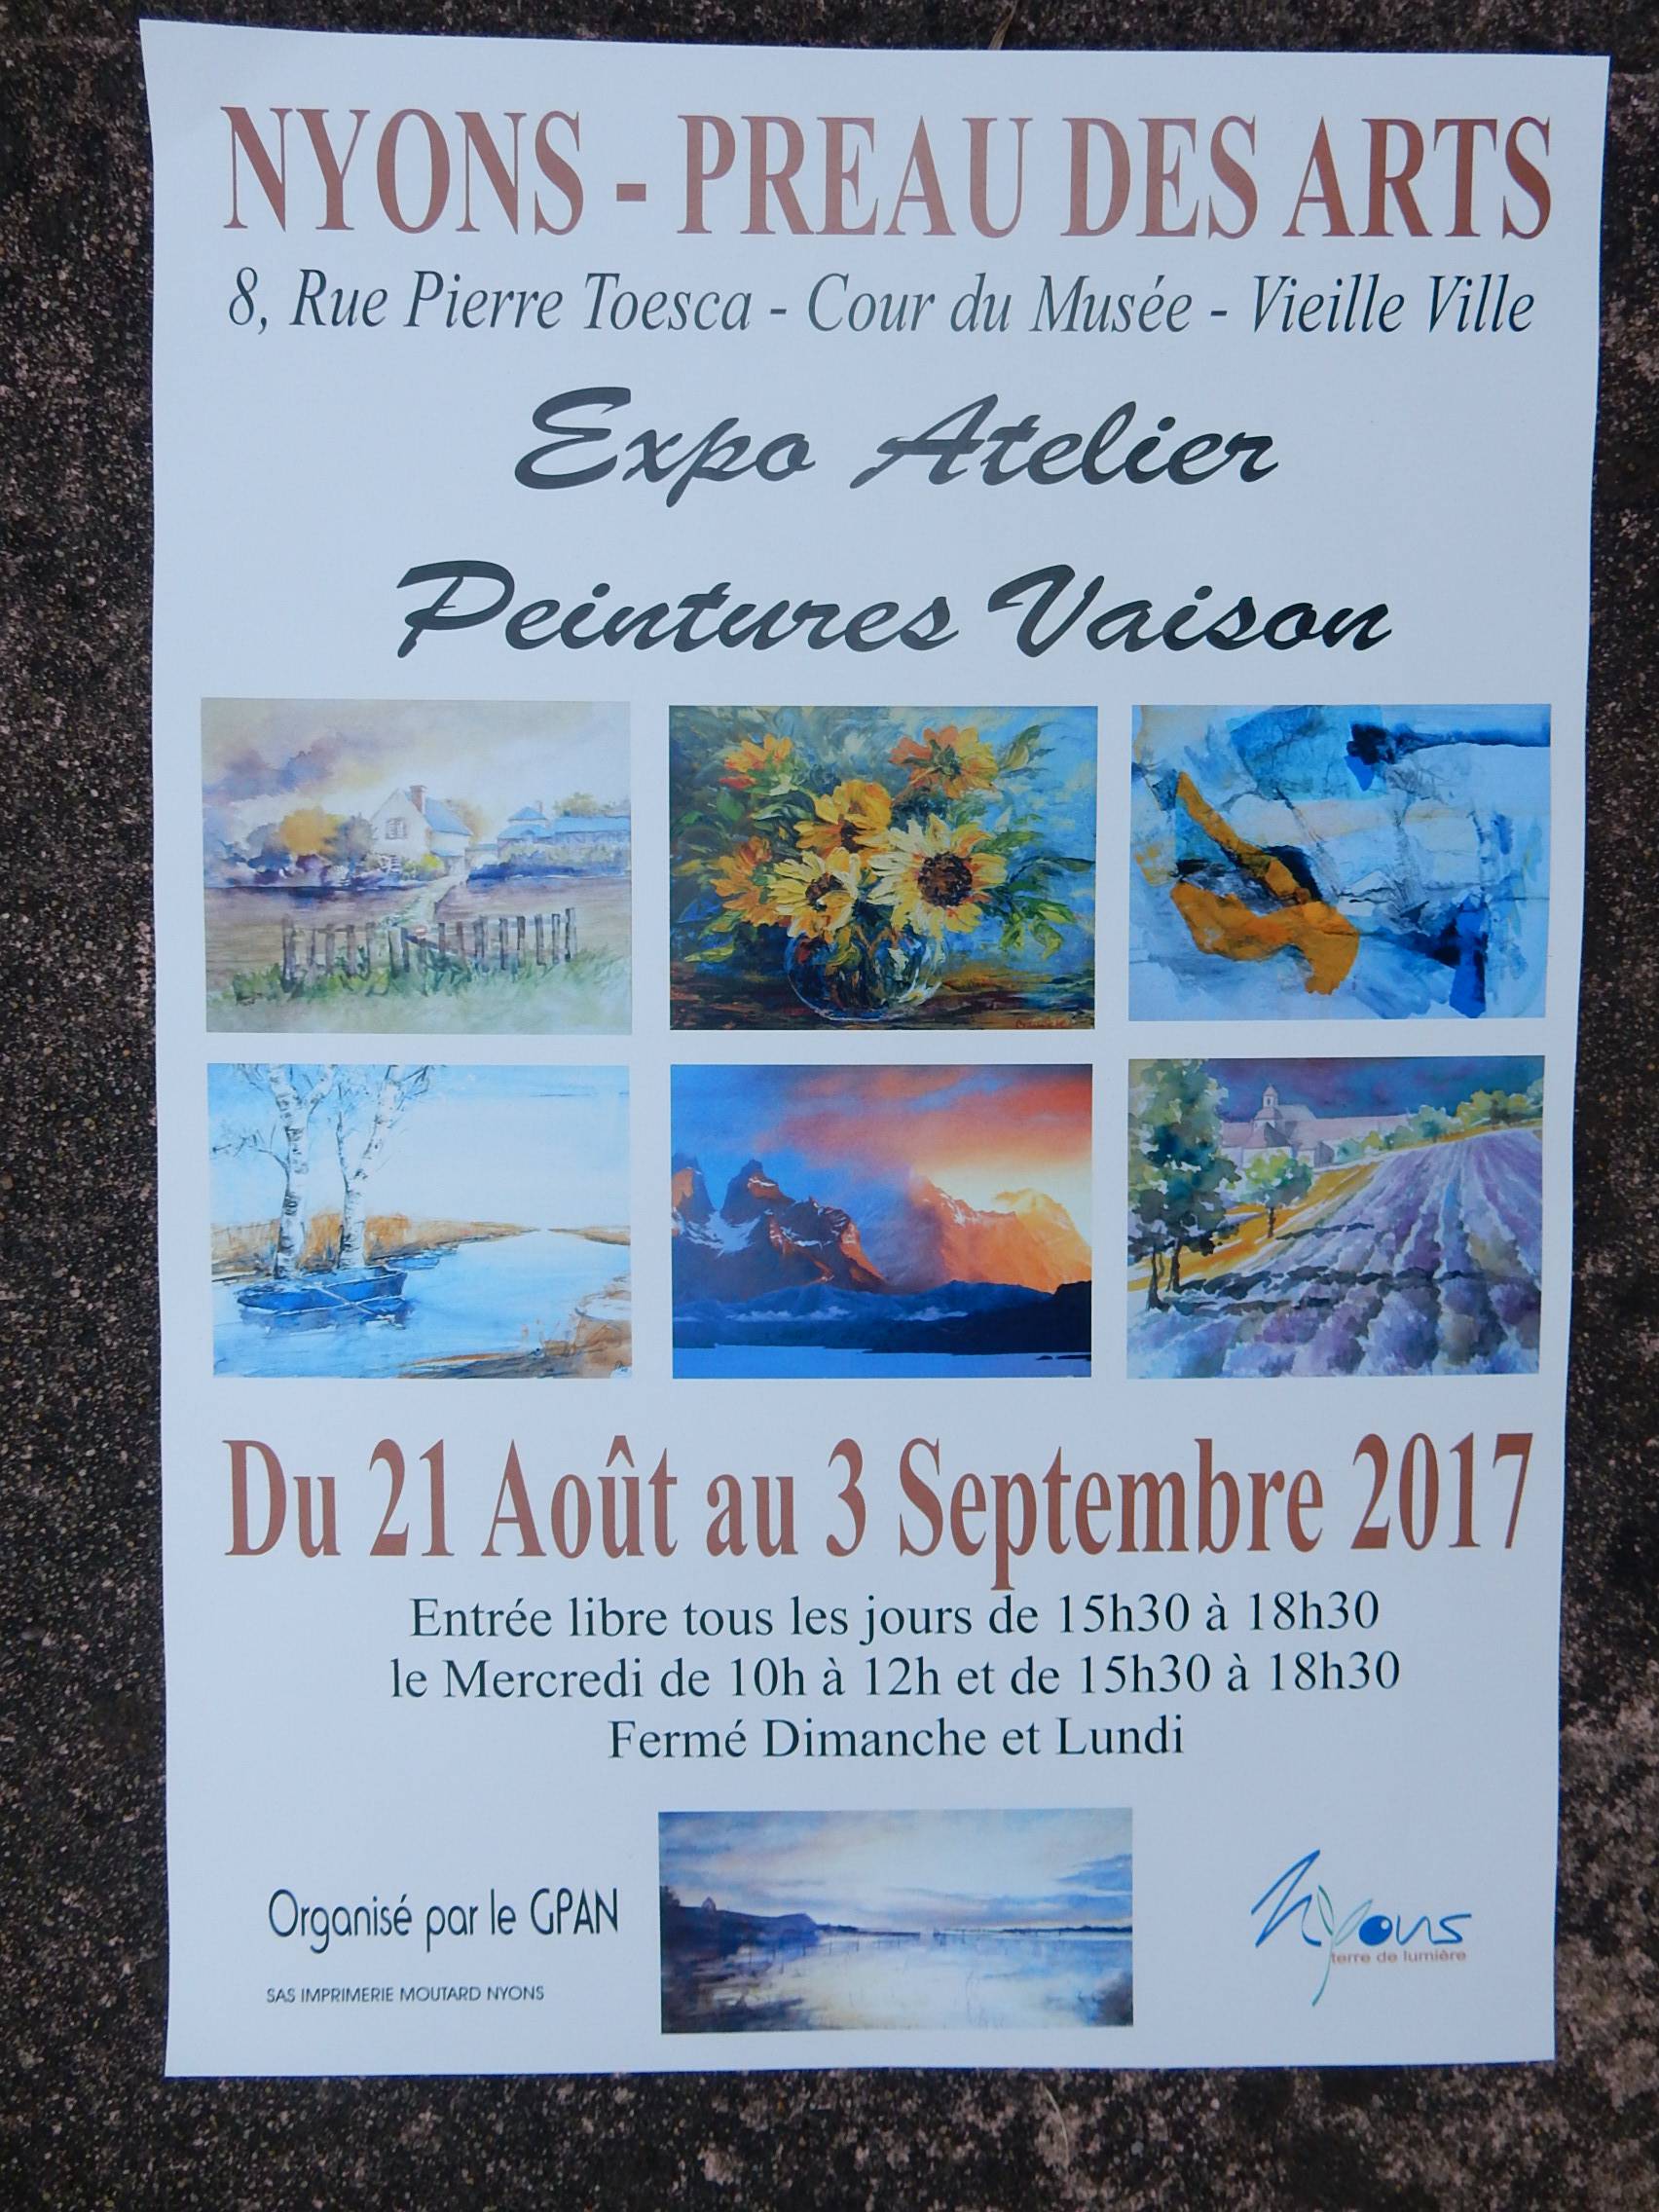 NYONS - PREAU DES ARTS
8, Rue Pierre Toesca - Cour du Musée - Vieille Ville
Expo Atelier
Peintures Vaison
Du 21 Août au 3 Septembre 2017
Entrée libre tous les jours de 15h30 à 18h30
le Mercredi de 10h à 12h et de 15h30 à 18h30
Fermé Dimanche et Lundi
Organisé par le GPAN
SAS IMPRIMERIE MOUTARD NYONS
Nyons
terre de lumière